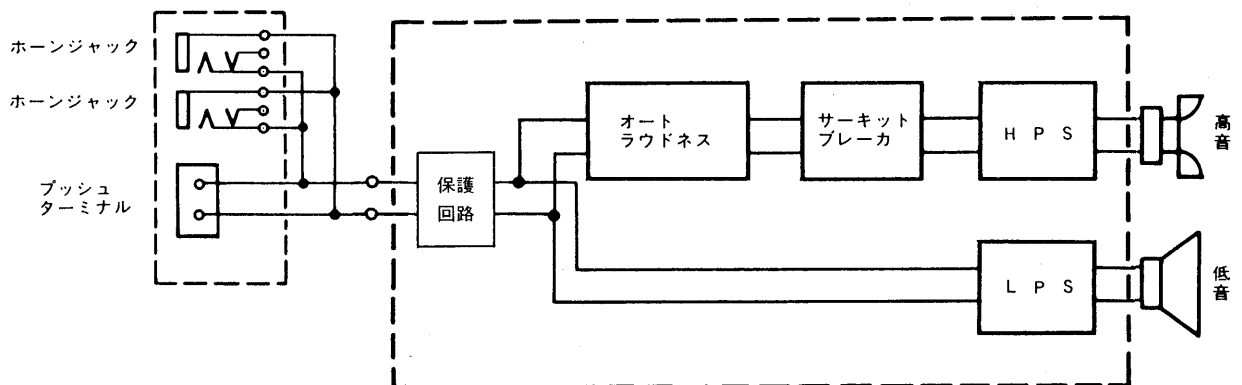 ホーンジャック
ホーンジャック
プッシュ
ターミナル
保護
回路
オート
ラウドネス
サーキット
ブレーカ
H P S
高音
L P S
低音